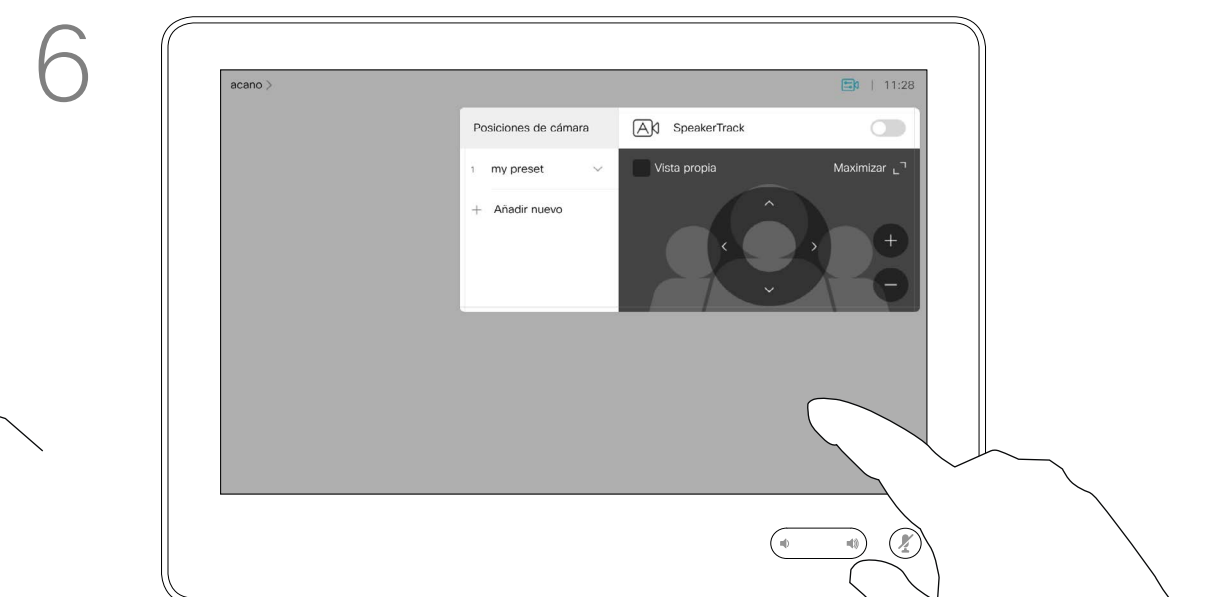 6
acano >
11:28
Posiciones de cámara
SpeakerTrack
1 my preset
Vista propia
Maximizar
+ Añadir nuevo